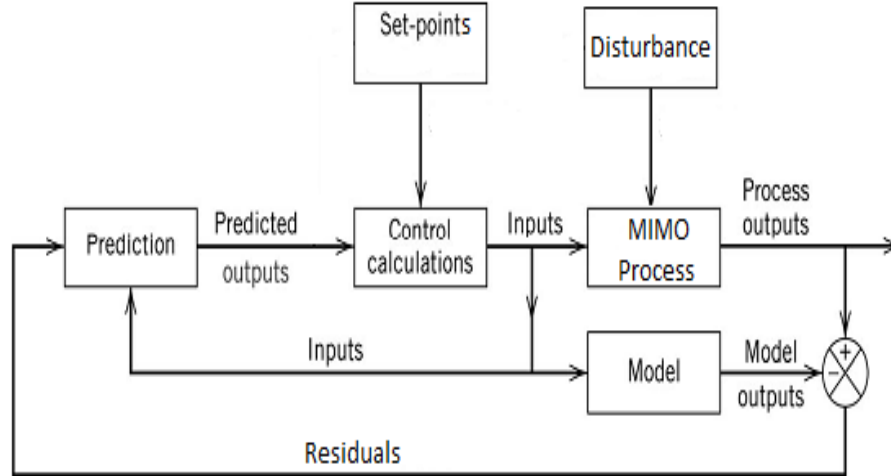 Set-points
Disturbance
Prediction
Predicted
outputs
Control
calculations
Inputs
MIMO
Process
Process
outputs
Inputs
Model
Model
outputs
+
−
Residuals